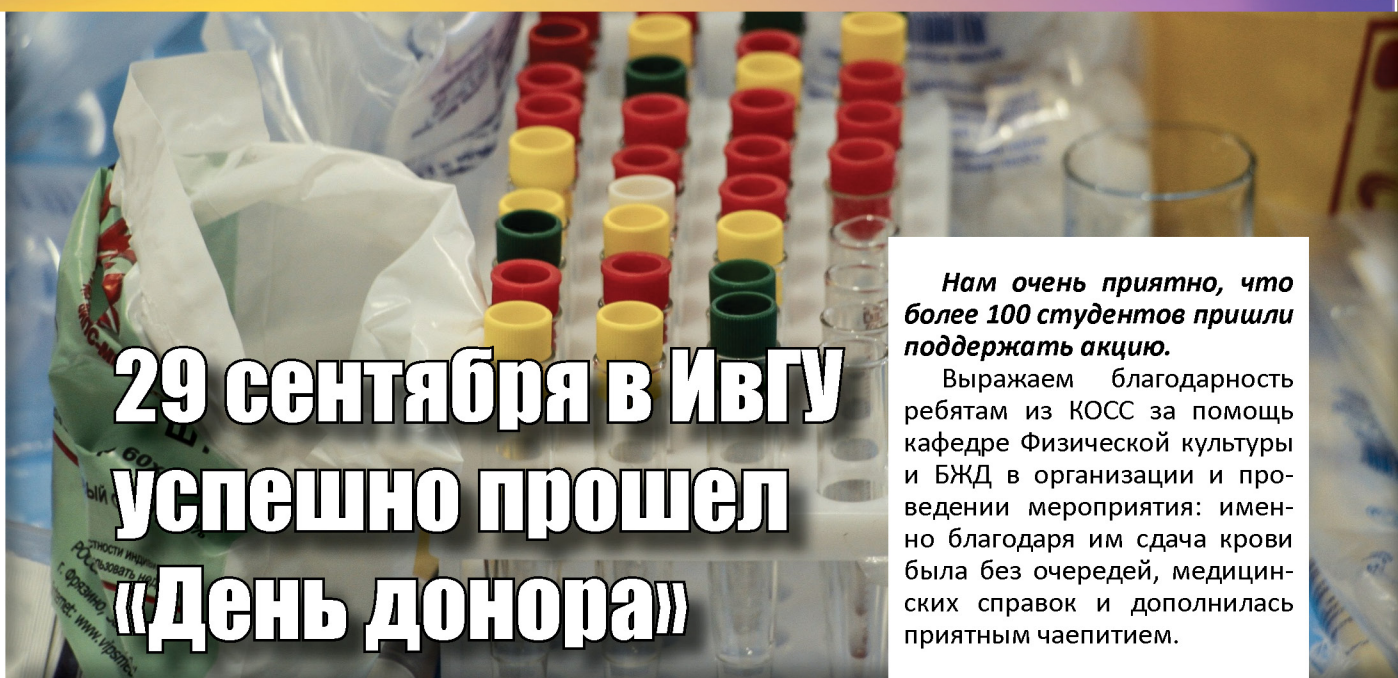 29 сентября в ИвГУ
успешно прошел
«День донора»
Нам очень приятно, что
более 100 студентов пришли
поддержать акцию.
Выражаем благодарность
ребятам из КОСС за помощь
кафедре Физической культуры
и БЖД в организации и про-
ведении мероприятия: имен-
но благодаря им сдача крови
была без очередей, медицин-
ских справок и дополнилась
приятным чаепитием.
г. Фрязино,